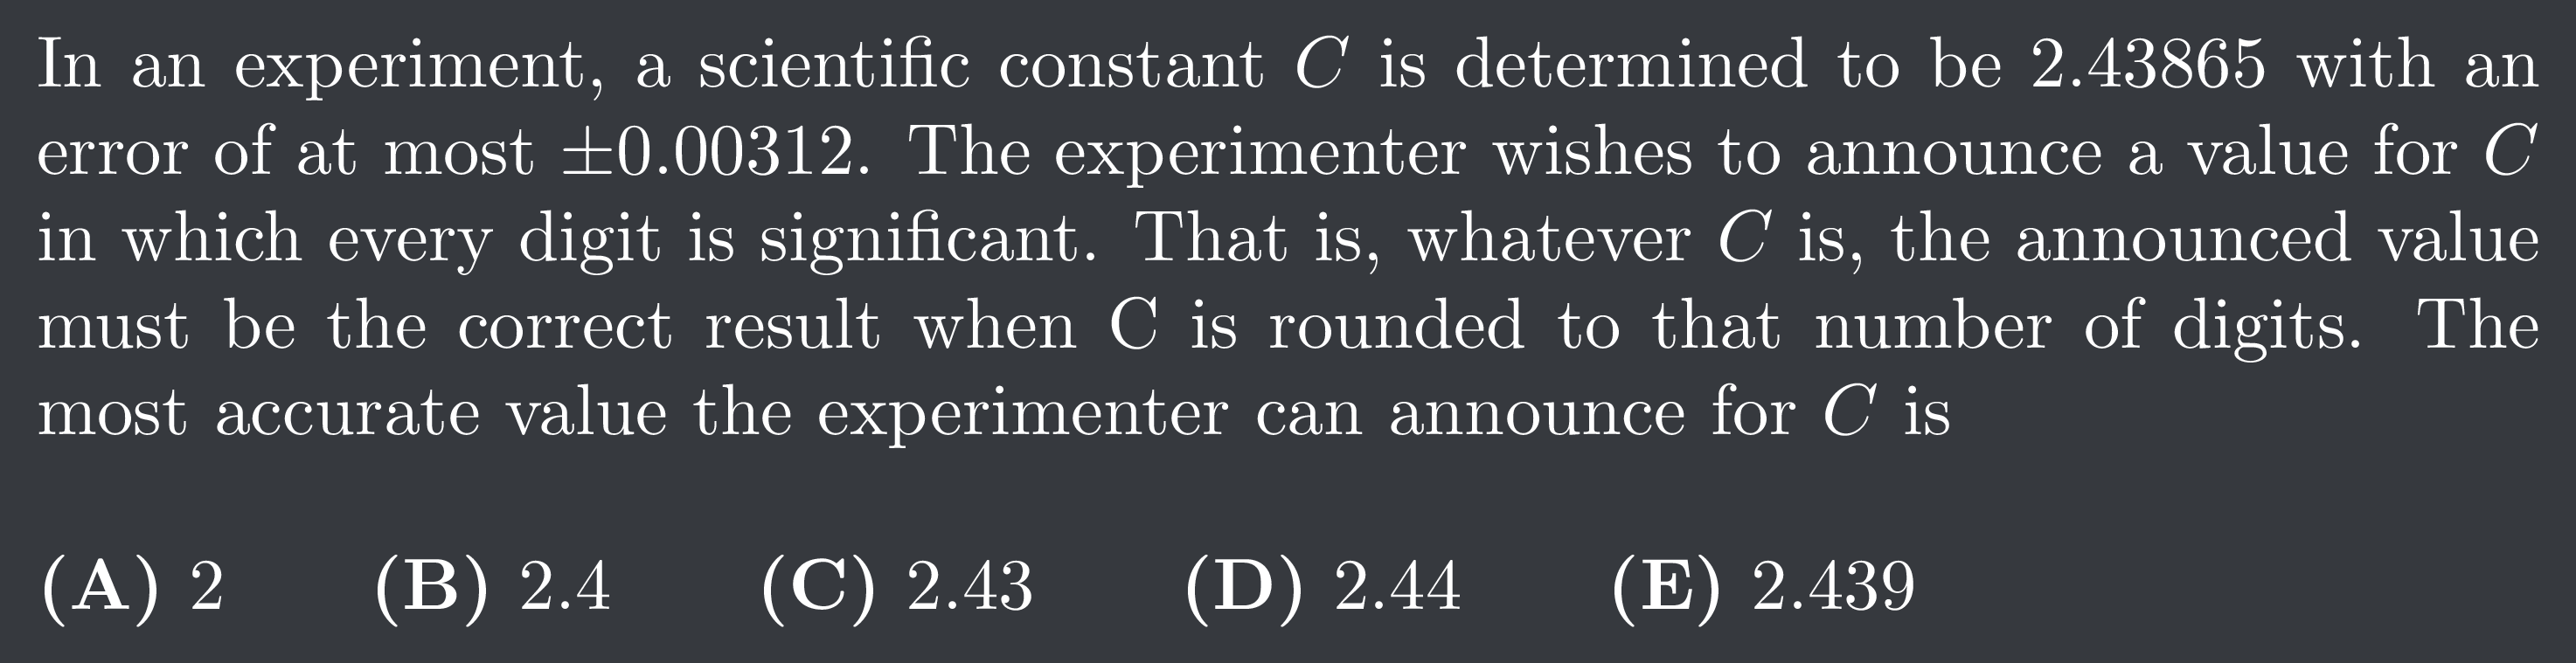 In an experiment, a scientific constant C is determined to be 2.43865 with an
error of at most ±0.00312. The experimenter wishes to announce a value for C
in which every digit is significant. That is, whatever C is, the announced value
must be the correct result when C is rounded to that number of digits. The
most accurate value the experimenter can announce for C is
(A) 2 (B) 2.4 (C) 2.43 (D) 2.44 (E) 2.439